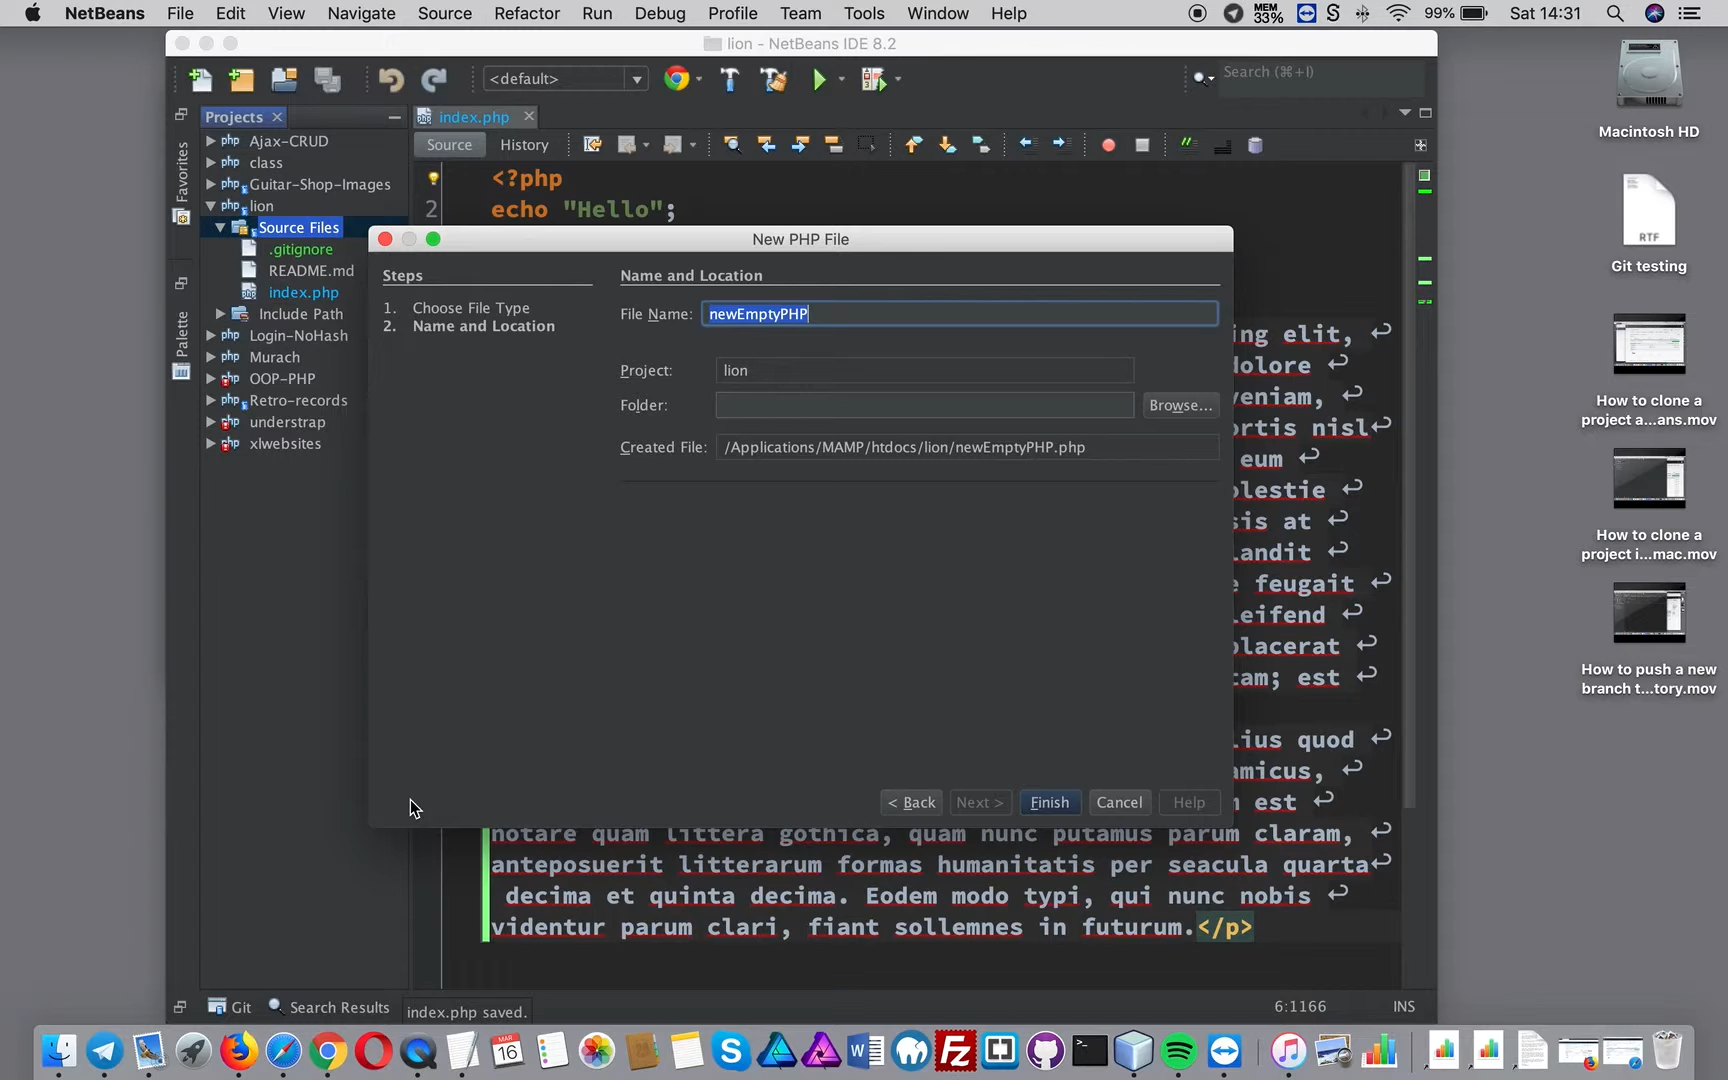 NetBeans File Edit View Navigate Source Refactor Run Debug Profile Team Tools Window Help MEM 33% 99% Sat 14:31
lion - NetBeans IDE 8.2
<default>
Search (⌘+I)
Projects
index.php
Source History
Favorites
Palette
Ajax-CRUD
class
Guitar-Shop-Images
lion
Source Files
.gitignore
README.md
index.php
Include Path
Login-NoHash
Murach
OOP-PHP
Retro-records
understrap
xlwebsites
<?php
2 echo "Hello";
New PHP File
Steps
1. Choose File Type
2. Name and Location
Name and Location
File Name: newEmptyPHP
Project: lion
Folder:
Browse...
Created File: /Applications/MAMP/htdocs/lion/newEmptyPHP.php
< Back Next > Finish Cancel Help
ing elit,
dolore
veniam,
ortis nisl
eum
olestie
sis at
landit
feugait
leifend
placerat
tam; est
lius quod
amicus,
est
notare quam littera gothica, quam nunc putamus parum claram,
anteposuerit litterarum formas humanitatis per seacula quarta
decima et quinta decima. Eodem modo typi, qui nunc nobis
videntur parum clari, fiant sollemnes in futurum.</p>
Git Search Results index.php saved. 6:1166 INS
Macintosh HD
RTF
Git testing
How to clone a
project a...ans.mov
How to clone a
project i...mac.mov
How to push a new
branch t...tory.mov
MAR
16